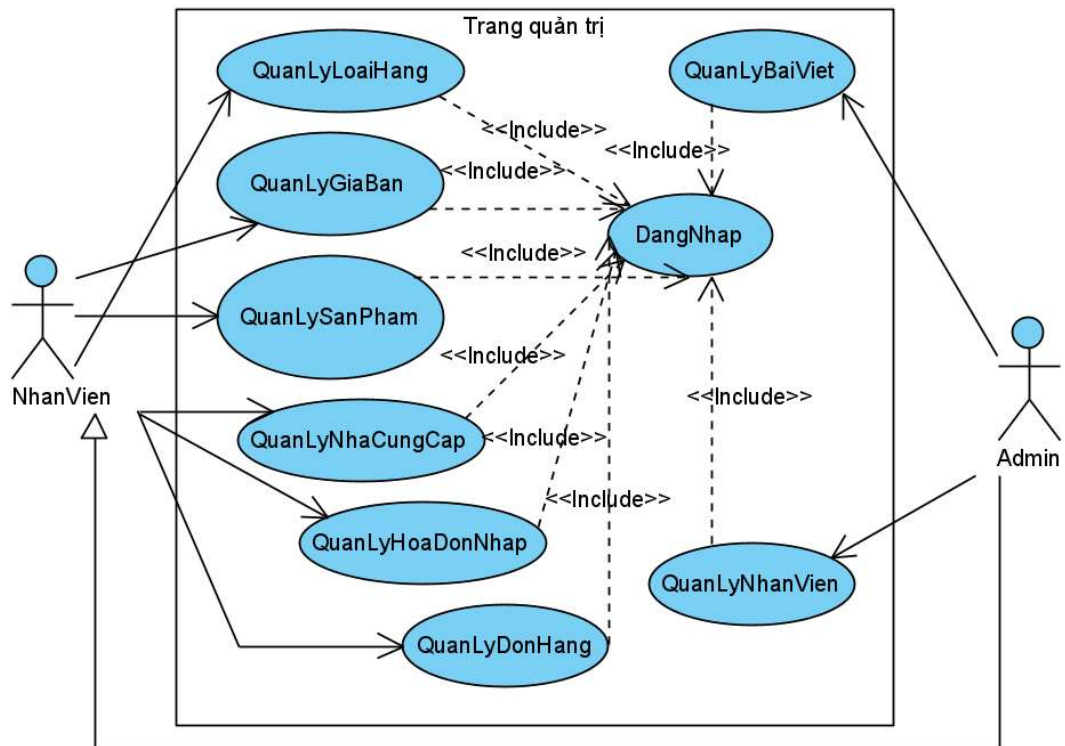 Trang quản trị
QuanLyLoaiHang
QuanLyBaiViet
<<Include>>
<<Include>>
<<Include>>
QuanLyGiaBan
DangNhap
<<Include>>
QuanLySanPham
NhanVien
<<Include>>
<<Include>>
QuanLyNhaCungCap
<<Include>>
Admin
<<Include>>
QuanLyHoaDonNhap
QuanLyNhanVien
QuanLyDonHang